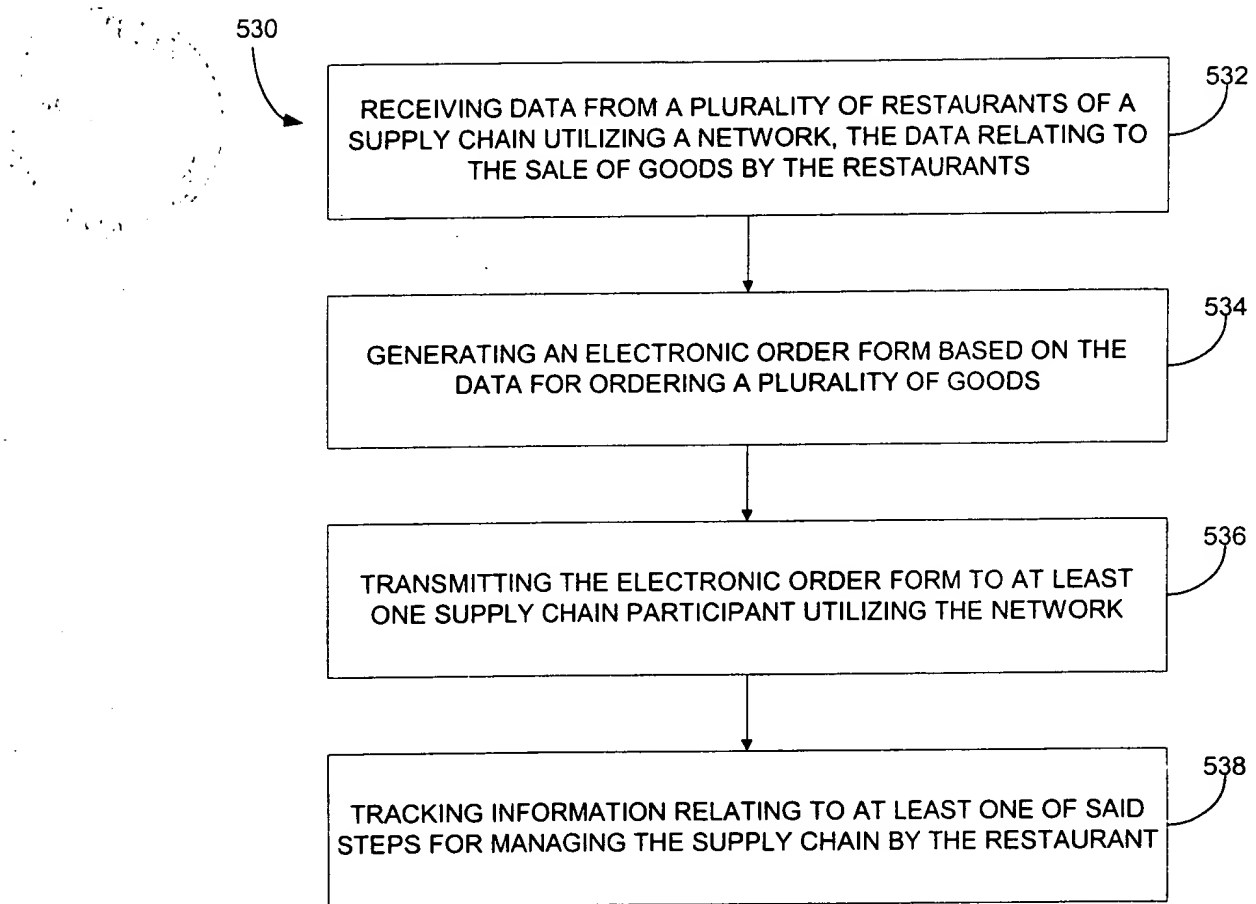 530
532
RECEIVING DATA FROM A PLURALITY OF RESTAURANTS OF A
SUPPLY CHAIN UTILIZING A NETWORK, THE DATA RELATING TO
THE SALE OF GOODS BY THE RESTAURANTS
534
GENERATING AN ELECTRONIC ORDER FORM BASED ON THE
DATA FOR ORDERING A PLURALITY OF GOODS
536
TRANSMITTING THE ELECTRONIC ORDER FORM TO AT LEAST
ONE SUPPLY CHAIN PARTICIPANT UTILIZING THE NETWORK
538
TRACKING INFORMATION RELATING TO AT LEAST ONE OF SAID
STEPS FOR MANAGING THE SUPPLY CHAIN BY THE RESTAURANT